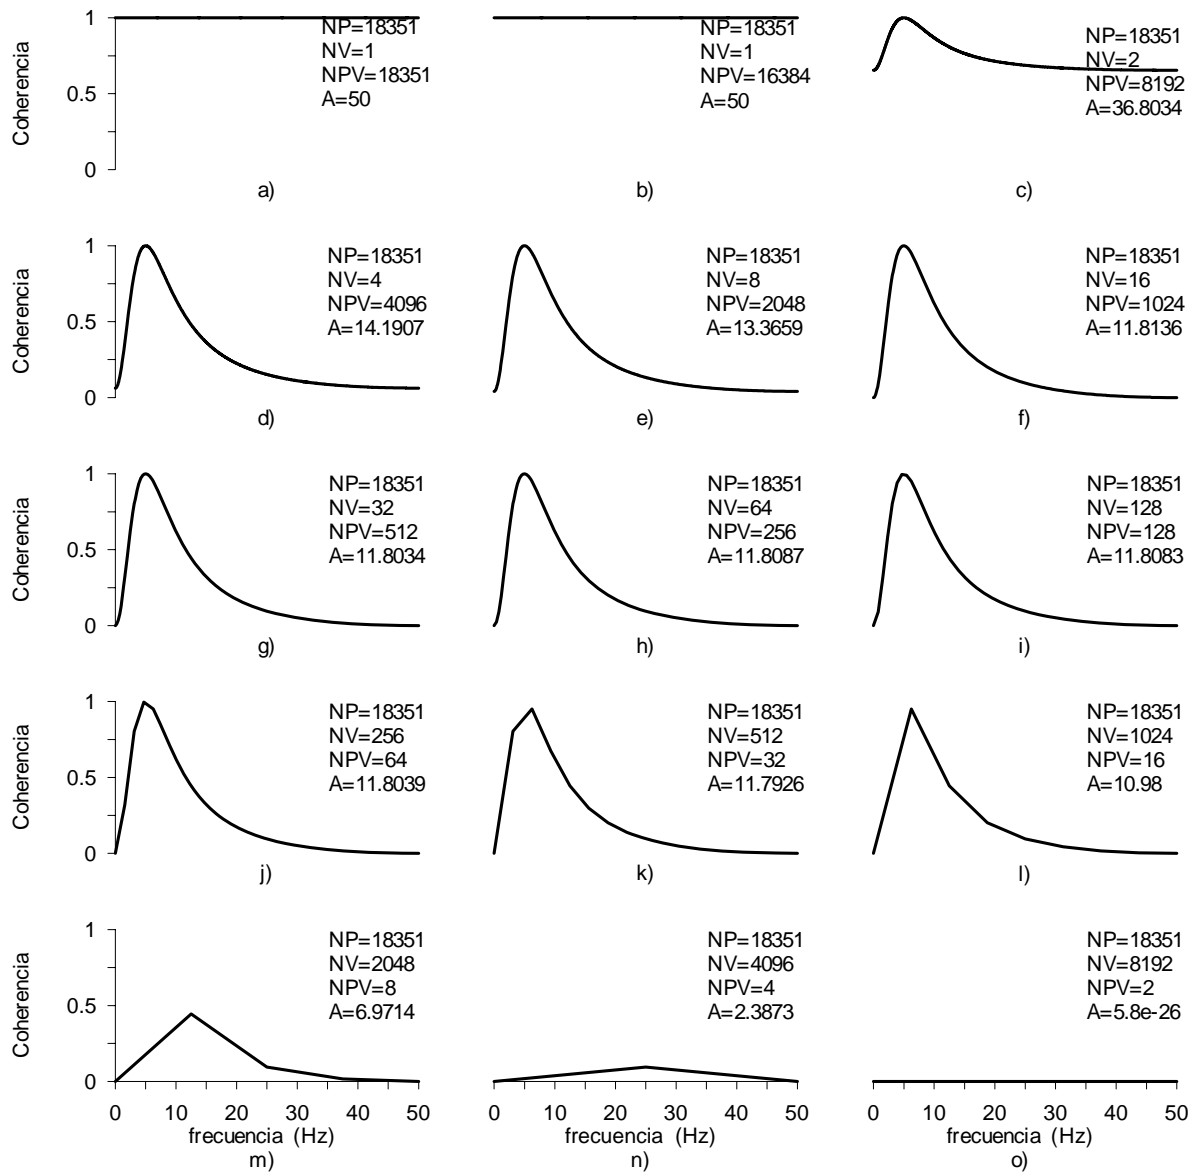 Coherencia
1
0.5
0
NP=18351
NV=1
NPV=18351
A=50
a)
NP=18351
NV=1
NPV=16384
A=50
b)
NP=18351
NV=2
NPV=8192
A=36.8034
c)
Coherencia
1
0.5
0
NP=18351
NV=4
NPV=4096
A=14.1907
d)
NP=18351
NV=8
NPV=2048
A=13.3659
e)
NP=18351
NV=16
NPV=1024
A=11.8136
f)
Coherencia
1
0.5
0
NP=18351
NV=32
NPV=512
A=11.8034
g)
NP=18351
NV=64
NPV=256
A=11.8087
h)
NP=18351
NV=128
NPV=128
A=11.8083
i)
Coherencia
1
0.5
0
NP=18351
NV=256
NPV=64
A=11.8039
j)
NP=18351
NV=512
NPV=32
A=11.7926
k)
NP=18351
NV=1024
NPV=16
A=10.98
l)
Coherencia
1
0.5
0
NP=18351
NV=2048
NPV=8
A=6.9714
0 10 20 30 40 50
frecuencia (Hz)
m)
NP=18351
NV=4096
NPV=4
A=2.3873
0 10 20 30 40 50
frecuencia (Hz)
n)
NP=18351
NV=8192
NPV=2
A=5.8e-26
0 10 20 30 40 50
frecuencia (Hz)
o)